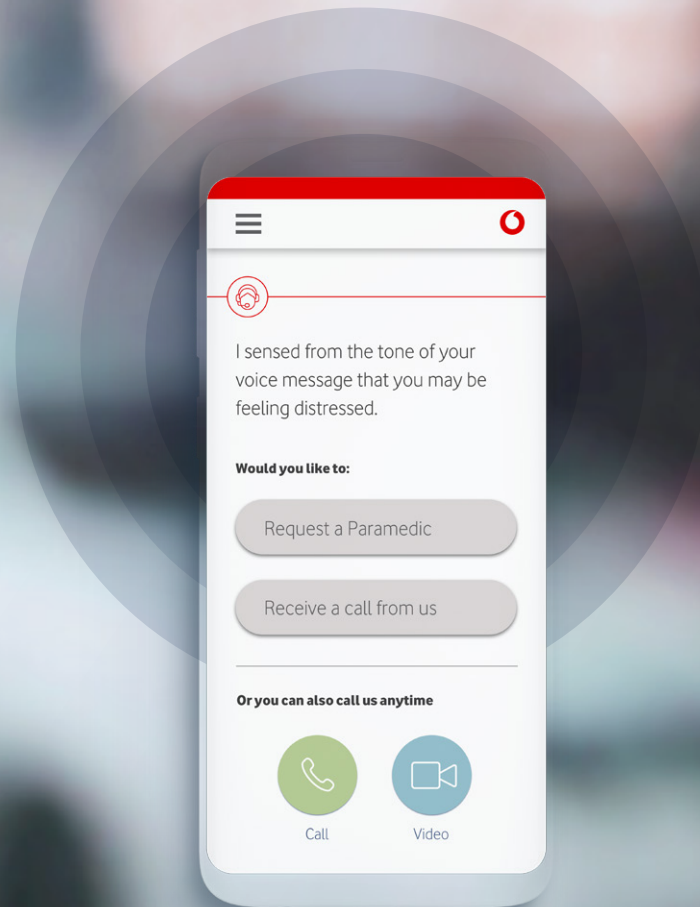 I sensed from the tone of your
voice message that you may be
feeling distressed.
Would you like to:
Request a Paramedic
Receive a call from us
Or you can also call us anytime
Call
Video